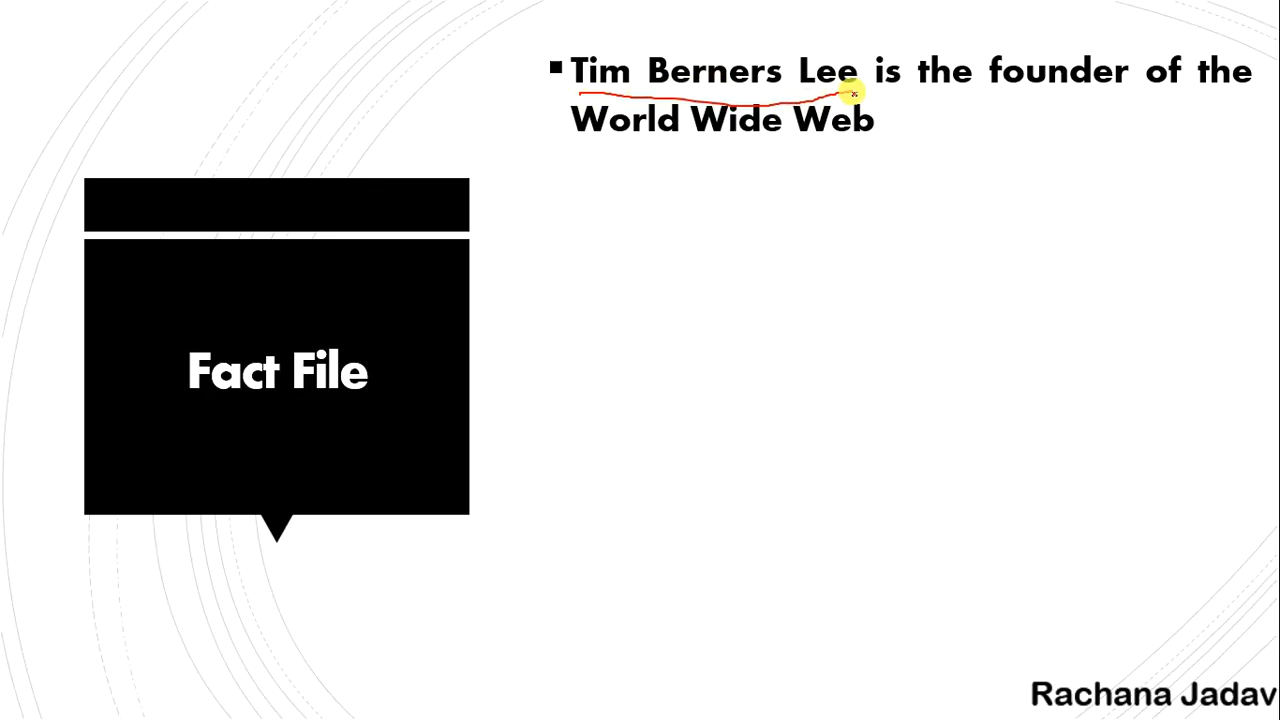 ▪ Tim Berners Lee is the founder of the
World Wide Web
Fact File
Rachana Jadav